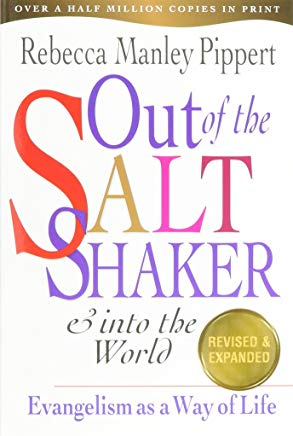 OVER A HALF MILLION COPIES IN PRINT
Rebecca Manley Pippert
Out of the
SALT
SHAKER
& into the
World
REVISED &
EXPANDED
Evangelism as a Way of Life